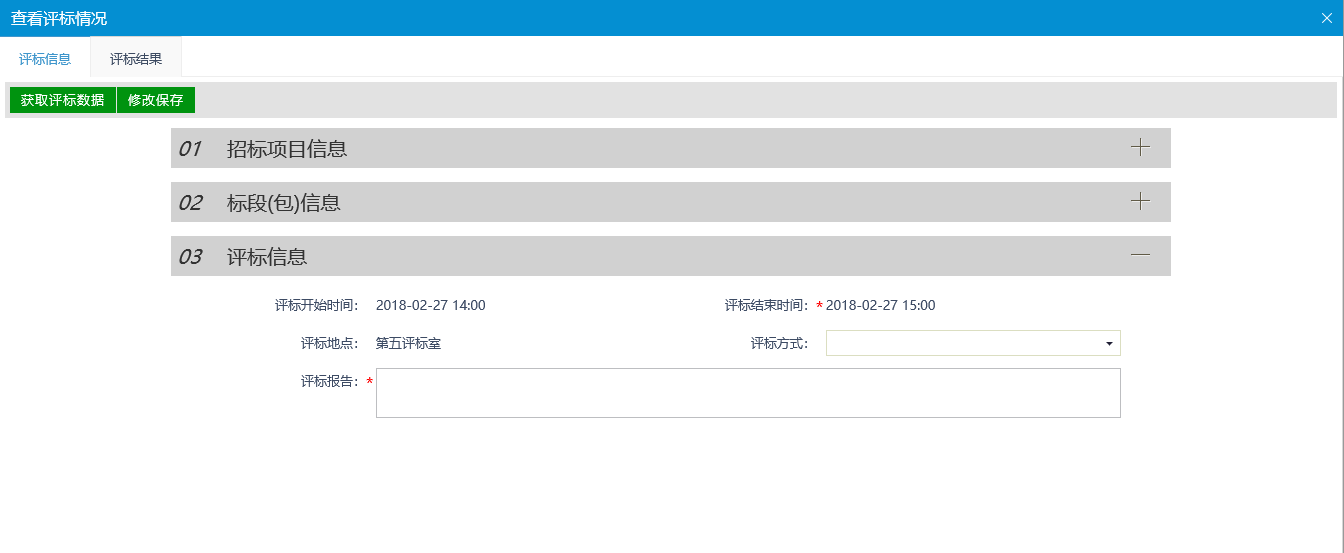 查看评标情况
评标信息 评标结果
获取评标数据 修改保存
01 招标项目信息
02 标段(包)信息
03 评标信息
评标开始时间： 2018-02-27 14:00 评标结束时间： * 2018-02-27 15:00
评标地点： 第五评标室 评标方式：
评标报告： *